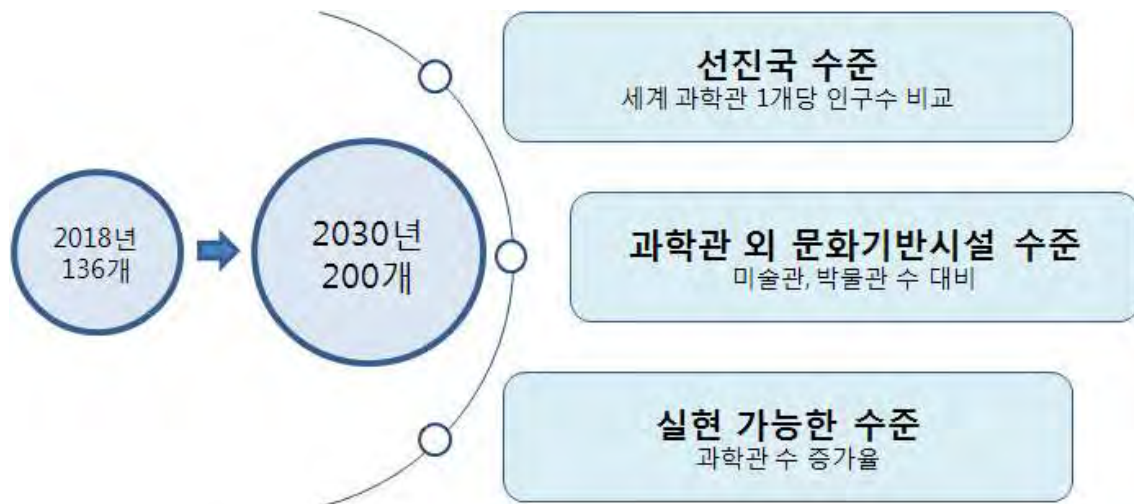 2018년
136개
2030년
200개
선진국 수준
세계 과학관 1개당 인구수 비교
과학관 외 문화기반시설 수준
미술관, 박물관 수 대비
실현 가능한 수준
과학관 수 증가율